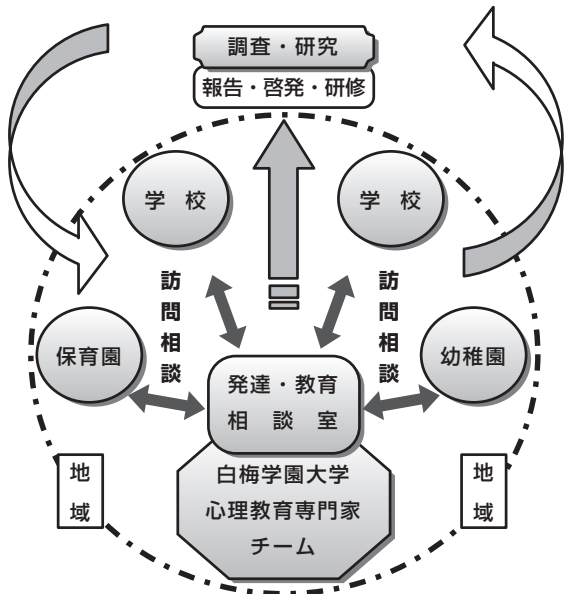 調査・研究
報告・啓発・研修
学 校
学 校
訪問相談
訪問相談
保育園
幼稚園
発達・教育
相 談 室
白梅学園大学
心理教育専門家
チーム
地域
地域